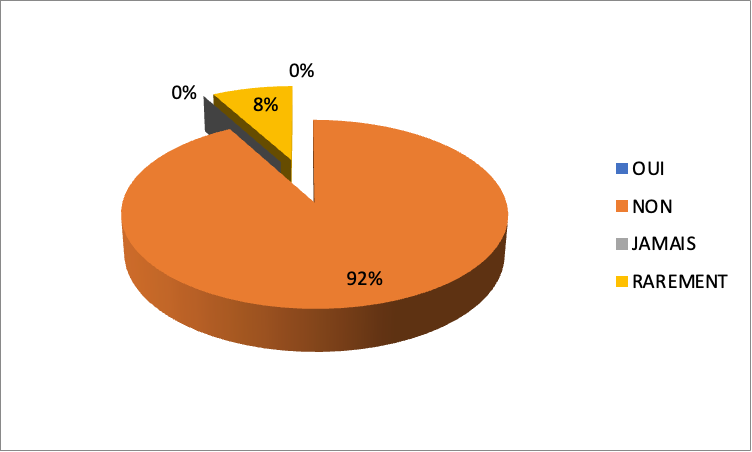 0%
0%
8%
92%
OUI
NON
JAMAIS
RAREMENT